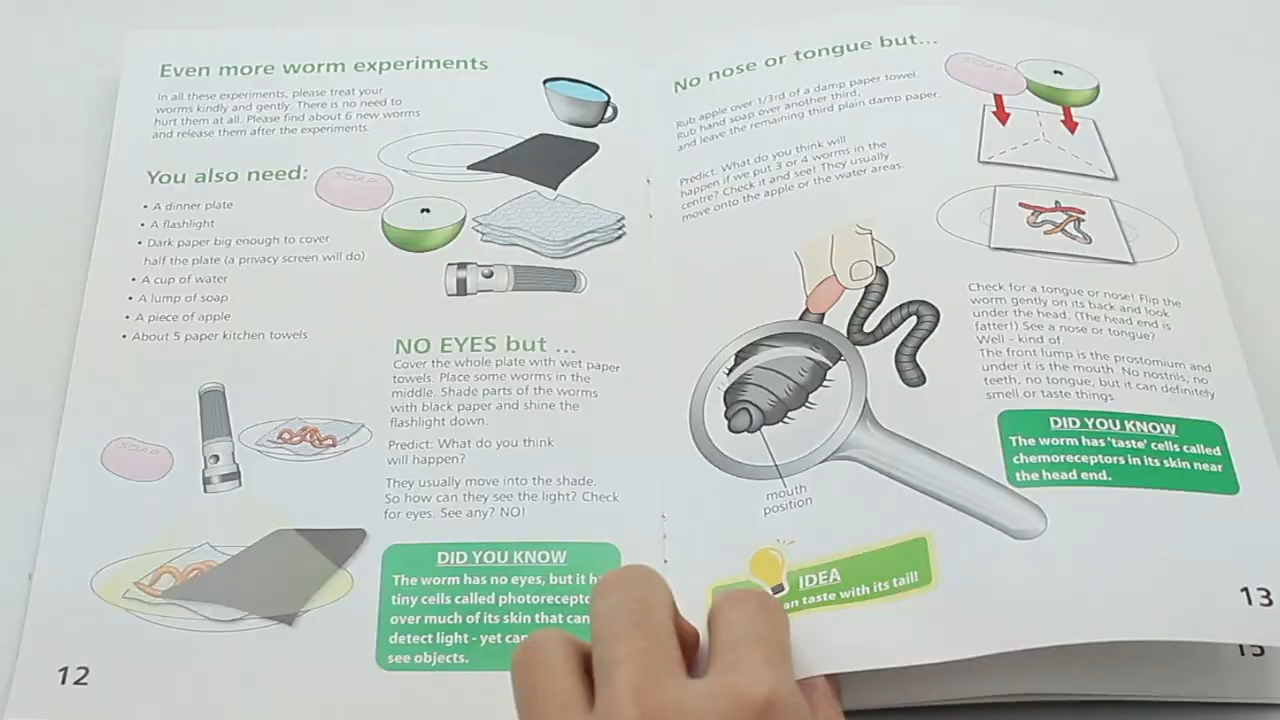 Even more worm experiments
In all these experiments, please treat your
worms kindly and gently. There is no need to
hurt them at all. Please find about 6 new worms
and release them after the experiments.
You also need:
• A dinner plate
• A flashlight
• Dark paper big enough to cover
half the plate (a privacy screen will do)
• A cup of water
• A lump of soap
• A piece of apple
• About 5 paper kitchen towels
SOAP
NO EYES but ...
Cover the whole plate with wet paper
towels. Place some worms in the
middle. Shade parts of the worms
with black paper and shine the
flashlight down.
Predict: What do you think
will happen?
They usually move into the shade.
So how can they see the light? Check
for eyes. See any? NO!
SOAP
DID YOU KNOW
The worm has no eyes, but it
tiny cells called
over much of its skin that can
detect light - yet
see objects.
12
No nose or tongue but...
Rub apple over 1/3rd of a damp paper towel.
Rub hand soap over another third,
and leave the remaining third plain damp paper.
Predict: What do you think will
happen if we put 3 or 4 worms in the
centre? Check it and see! They usually
move onto the apple or the water areas.
SOAP
Check for a tongue or nose! Flip the
worm gently on its back and look
under the head. (The head end is
fatter!) See a nose or tongue?
Well - kind of.
The front lump is the prostomium and
under it is the mouth. No nostrils, no
teeth, no tongue, but it can definitely
smell or taste things.
mouth
position
DID YOU KNOW
The worm has 'taste' cells called
chemoreceptors in its skin near
the head end.
IDEA
taste with its tail!
13
15